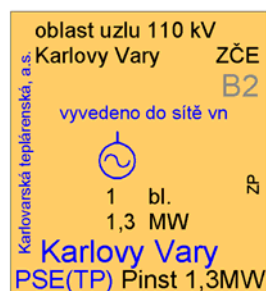 oblast uzlu 110 kV
Karlovy Vary ZČE
B2
Karlovarská teplárenská, a.s.
vyvedeno do sítě vn
1 bl.
1,3 MW
ZP
Karlovy Vary
PSE(TP) Pinst 1,3MW